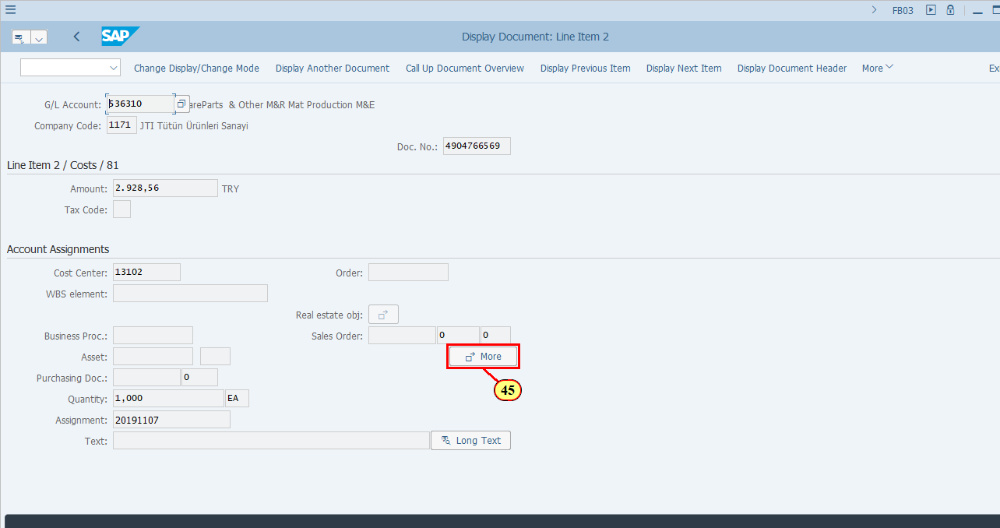 FB03
SAP Display Document: Line Item 2
Change Display/Change Mode Display Another Document Call Up Document Overview Display Previous Item Display Next Item Display Document Header More
G/L Account: 536310 areParts & Other M&R Mat Production M&E
Company Code: 1171 JTI Tütün Ürünleri Sanayi
Doc. No.: 4904766569
Line Item 2 / Costs / 81
Amount: 2.928,56 TRY
Tax Code:
Account Assignments
Cost Center: 13102 Order:
WBS element:
Real estate obj:
Business Proc.: Sales Order: 0 0
Asset: More
Purchasing Doc.: 0
45
Quantity: 1,000 EA
Assignment: 20191107
Text: Long Text